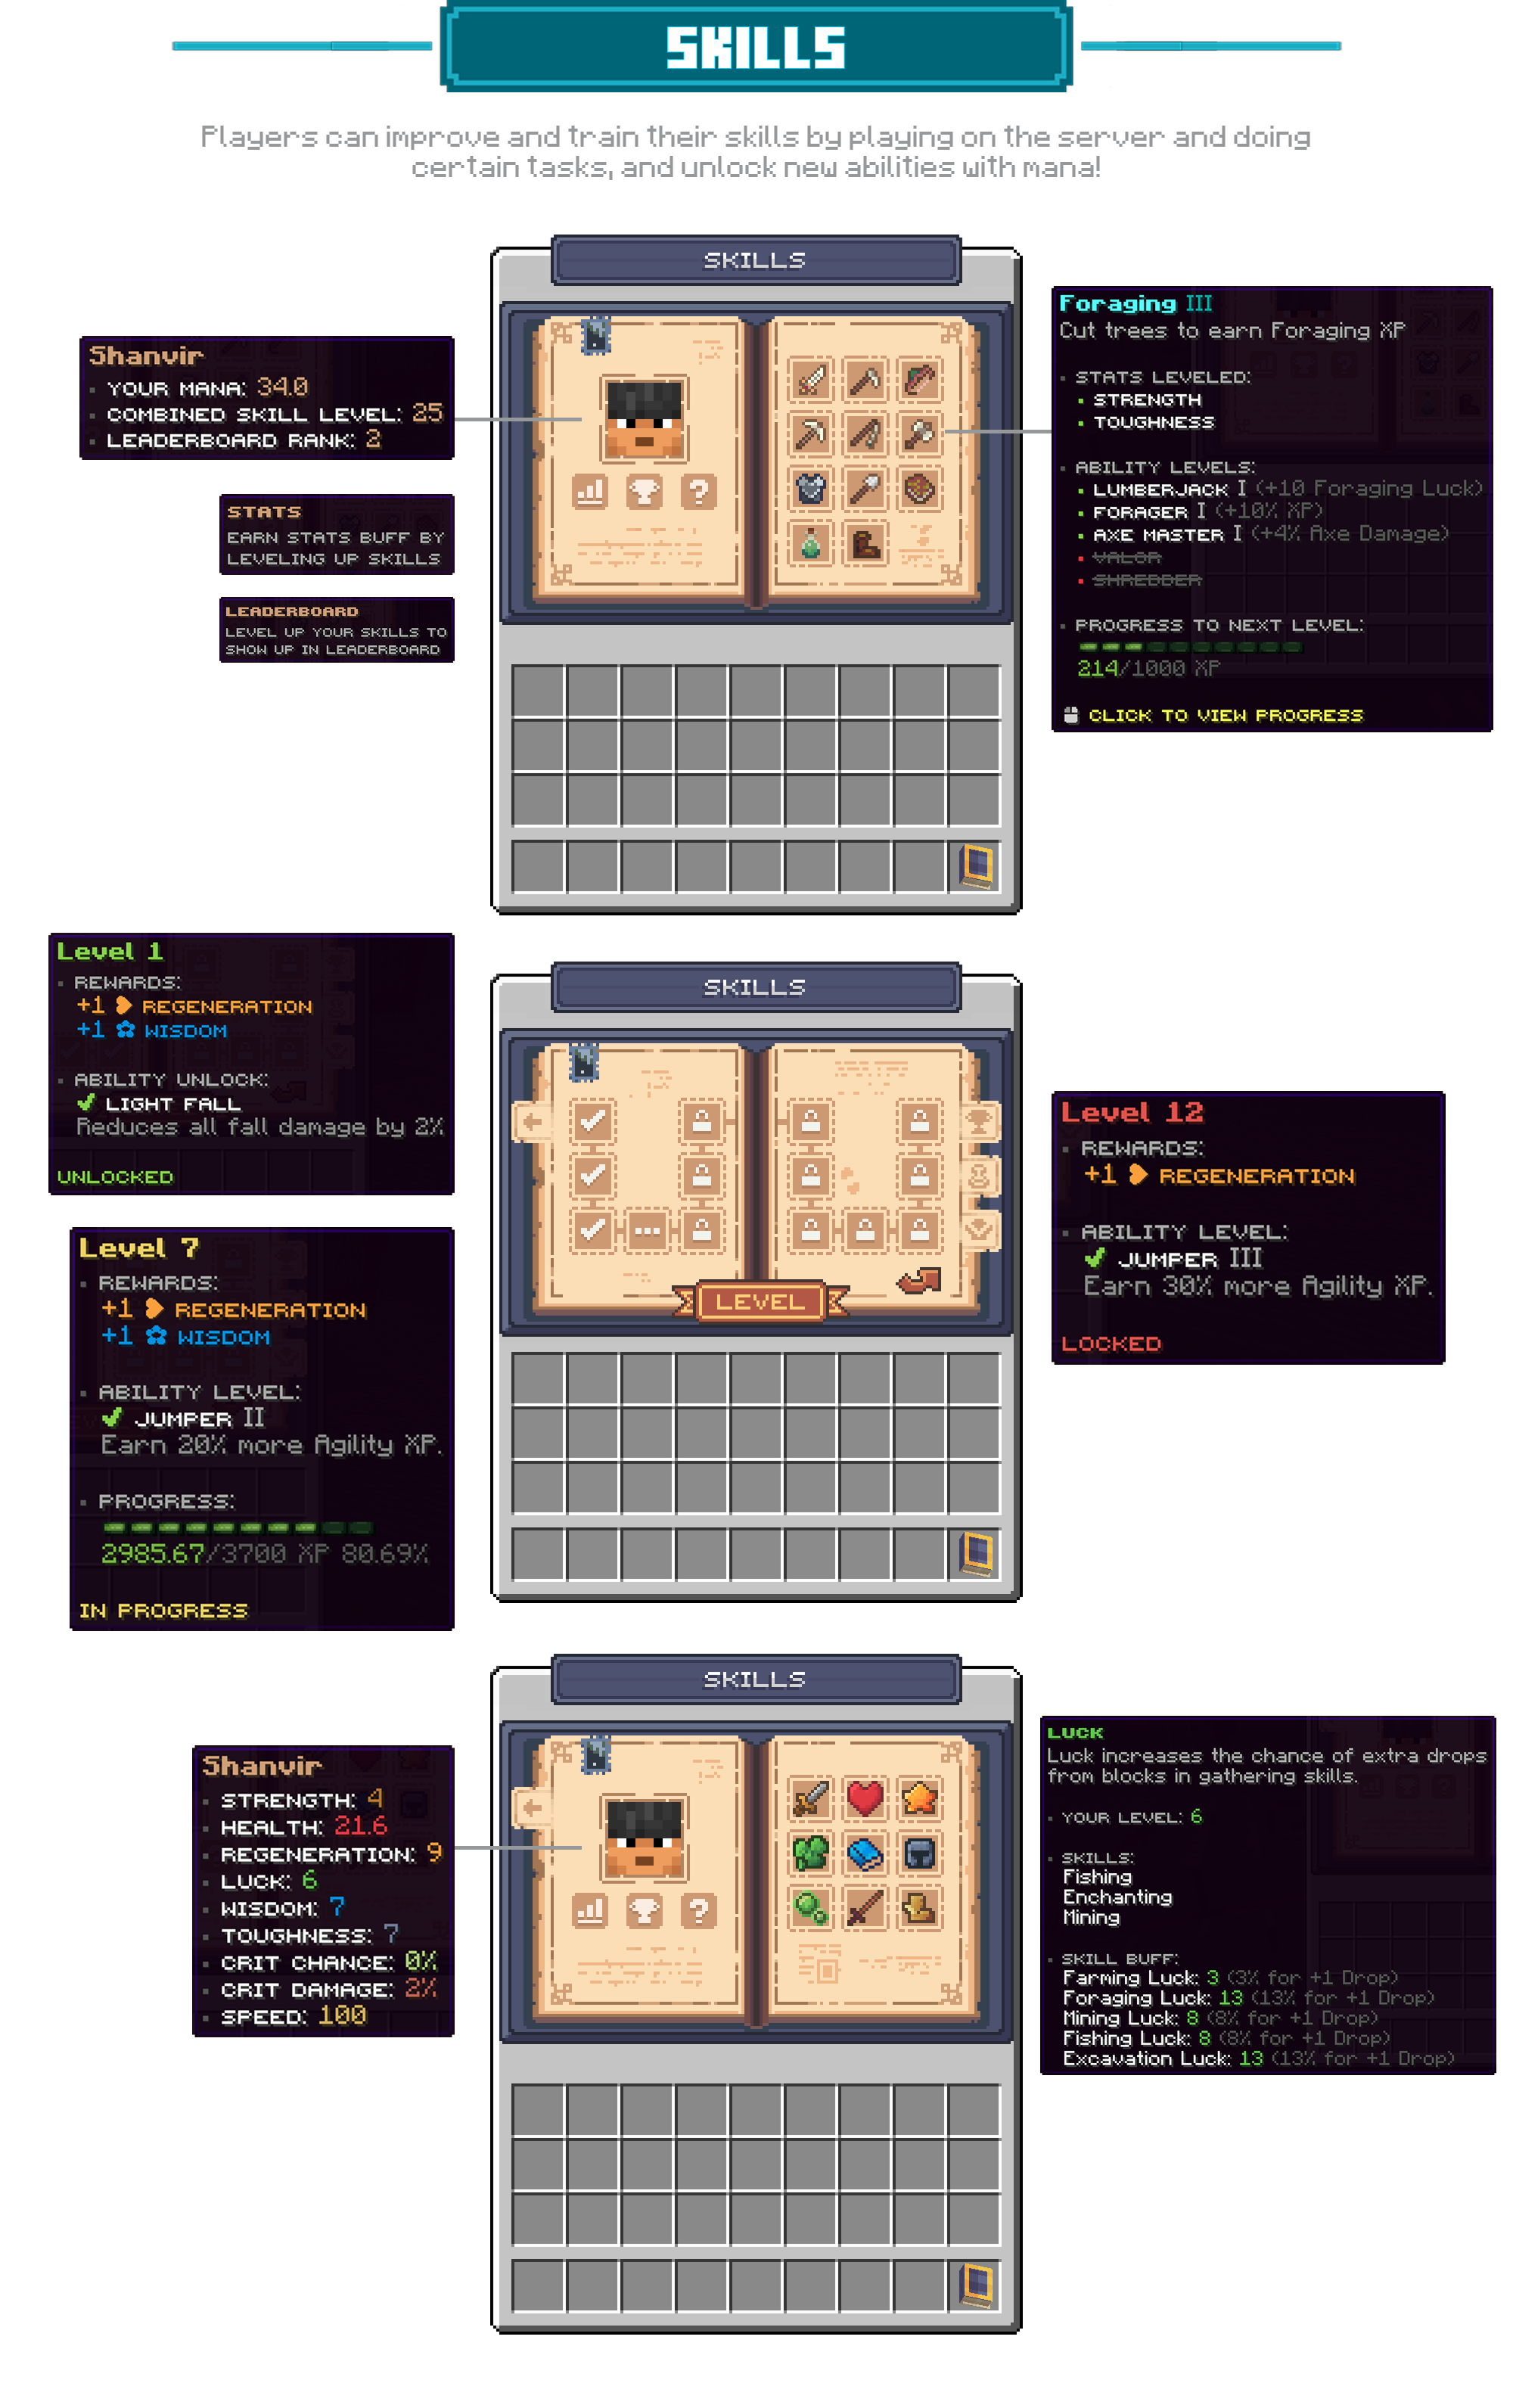 SKILLS
Players can improve and train their skills by playing on the server and doing
certain tasks, and unlock new abilities with mana!
SKILLS
Shanvir
YOUR MANA: 34.0
COMBINED SKILL LEVEL: 25
LEADERBOARD RANK: 2
STATS
EARN STATS BUFF BY
LEVELING UP SKILLS
LEADERBOARD
LEVEL UP YOUR SKILLS TO
SHOW UP IN LEADERBOARD
?
Foraging III
Cut trees to earn Foraging XP
STATS LEVELED:
STRENGTH
TOUGHNESS
ABILITY LEVELS:
LUMBERJACK I (+10 Foraging Luck)
FORAGER I (+10% XP)
AXE MASTER I (+4% Axe Damage)
VALOR
SHREDDER
PROGRESS TO NEXT LEVEL:
214/1000 XP
CLICK TO VIEW PROGRESS
Level 1
REWARDS:
+1 ❥ REGENERATION
+1 ✿ WISDOM
ABILITY UNLOCK:
✔ LIGHT FALL
Reduces all fall damage by 2%
UNLOCKED
Level 7
REWARDS:
+1 ❥ REGENERATION
+1 ✿ WISDOM
ABILITY LEVEL:
✔ JUMPER II
Earn 20% more Agility XP.
PROGRESS:
2985.67/3700 XP 80.69%
IN PROGRESS
SKILLS
LEVEL
Level 12
REWARDS:
+1 ❥ REGENERATION
ABILITY LEVEL:
✔ JUMPER III
Earn 30% more Agility XP.
LOCKED
SKILLS
Shanvir
STRENGTH: 4
HEALTH: 21.6
REGENERATION: 9
LUCK: 6
WISDOM: 7
TOUGHNESS: 7
CRIT CHANCE: 0%
CRIT DAMAGE: 2%
SPEED: 100
?
LUCK
Luck increases the chance of extra drops
from blocks in gathering skills.
YOUR LEVEL: 6
SKILLS:
Fishing
Enchanting
Mining
SKILL BUFF:
Farming Luck: 3 (3% for +1 Drop)
Foraging Luck: 13 (13% for +1 Drop)
Mining Luck: 8 (8% for +1 Drop)
Fishing Luck: 8 (8% for +1 Drop)
Excavation Luck: 13 (13% for +1 Drop)